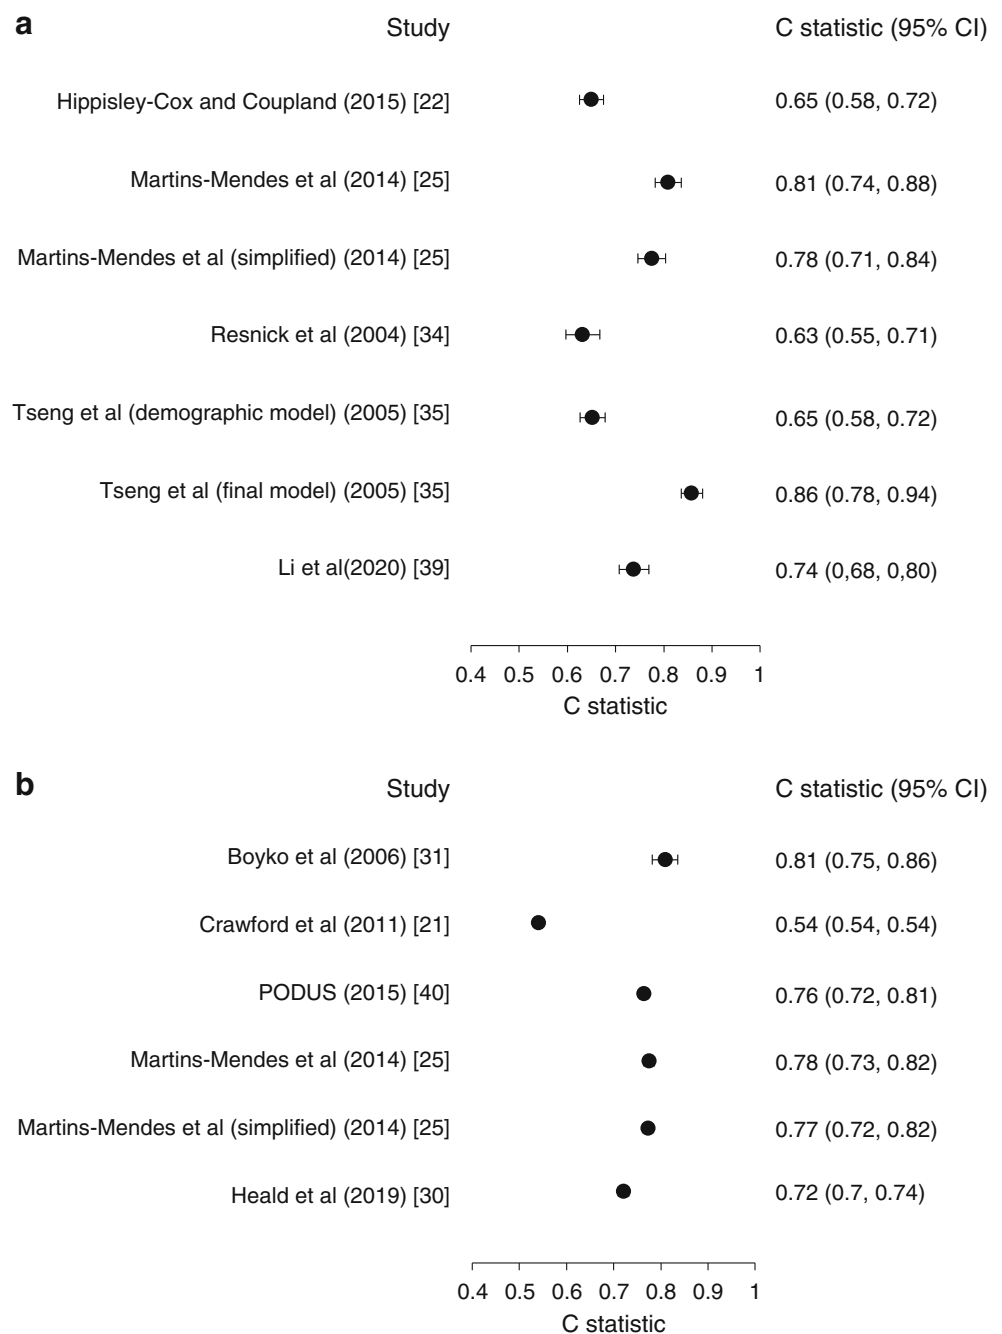 a
Study C statistic (95% CI)
Hippisley-Cox and Coupland (2015) [22] 0.65 (0.58, 0.72)
Martins-Mendes et al (2014) [25] 0.81 (0.74, 0.88)
Martins-Mendes et al (simplified) (2014) [25] 0.78 (0.71, 0.84)
Resnick et al (2004) [34] 0.63 (0.55, 0.71)
Tseng et al (demographic model) (2005) [35] 0.65 (0.58, 0.72)
Tseng et al (final model) (2005) [35] 0.86 (0.78, 0.94)
Li et al(2020) [39] 0.74 (0,68, 0,80)
0.4 0.5 0.6 0.7 0.8 0.9 1
C statistic
b
Study C statistic (95% CI)
Boyko et al (2006) [31] 0.81 (0.75, 0.86)
Crawford et al (2011) [21] 0.54 (0.54, 0.54)
PODUS (2015) [40] 0.76 (0.72, 0.81)
Martins-Mendes et al (2014) [25] 0.78 (0.73, 0.82)
Martins-Mendes et al (simplified) (2014) [25] 0.77 (0.72, 0.82)
Heald et al (2019) [30] 0.72 (0.7, 0.74)
0.4 0.5 0.6 0.7 0.8 0.9 1
C statistic